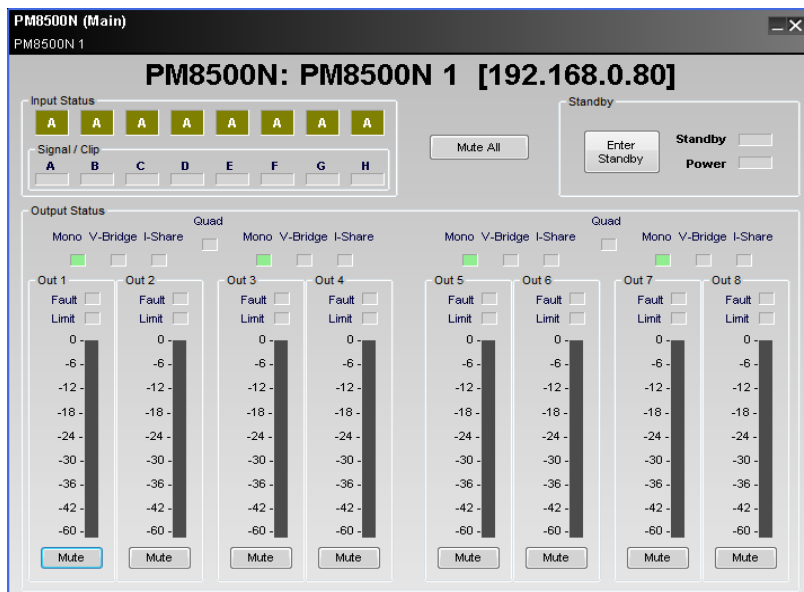 PM8500N (Main)
PM8500N 1
PM8500N: PM8500N 1 [192.168.0.80]
Input Status
A A A A A A A A
Signal / Clip
A B C D E F G H
Mute All
Standby
Enter Standby
Standby
Power
Output Status
Quad Quad
Mono V-Bridge I-Share Mono V-Bridge I-Share Mono V-Bridge I-Share Mono V-Bridge I-Share
Out 1 Out 2 Out 3 Out 4 Out 5 Out 6 Out 7 Out 8
Fault Fault Fault Fault Fault Fault Fault Fault
Limit Limit Limit Limit Limit Limit Limit Limit
0 - 0 - 0 - 0 - 0 - 0 - 0 - 0 -
-6 - -6 - -6 - -6 - -6 - -6 - -6 - -6 -
-12 - -12 - -12 - -12 - -12 - -12 - -12 - -12 -
-18 - -18 - -18 - -18 - -18 - -18 - -18 - -18 -
-24 - -24 - -24 - -24 - -24 - -24 - -24 - -24 -
-30 - -30 - -30 - -30 - -30 - -30 - -30 - -30 -
-36 - -36 - -36 - -36 - -36 - -36 - -36 - -36 -
-42 - -42 - -42 - -42 - -42 - -42 - -42 - -42 -
-60 - -60 - -60 - -60 - -60 - -60 - -60 - -60 -
Mute Mute Mute Mute Mute Mute Mute Mute